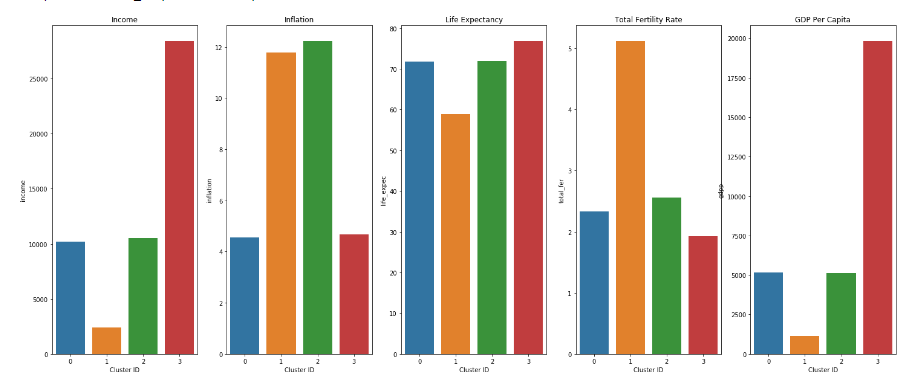 Income
income
25000
20000
15000
10000
5000
0
0 1 2 3
Cluster ID
Inflation
inflation
12
10
8
6
4
2
0
0 1 2 3
Cluster ID
Life Expectancy
life_expec
80
70
60
50
40
30
20
10
0
0 1 2 3
Cluster ID
Total Fertility Rate
total_fer
5
4
3
2
1
0
0 1 2 3
Cluster ID
GDP Per Capita
gdpp
20000
17500
15000
12500
10000
7500
5000
2500
0
0 1 2 3
Cluster ID